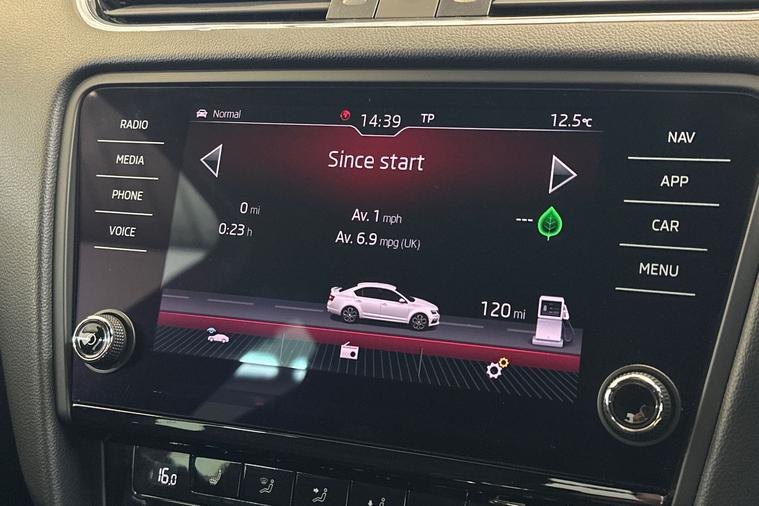 RADIO
MEDIA
PHONE
VOICE
Normal
14:39
TP
12.5℃
Since start
0 mi
0:23 h
Av. 1 mph
Av. 6.9 mpg (UK)
---
120 mi
NAV
APP
CAR
MENU
16.0